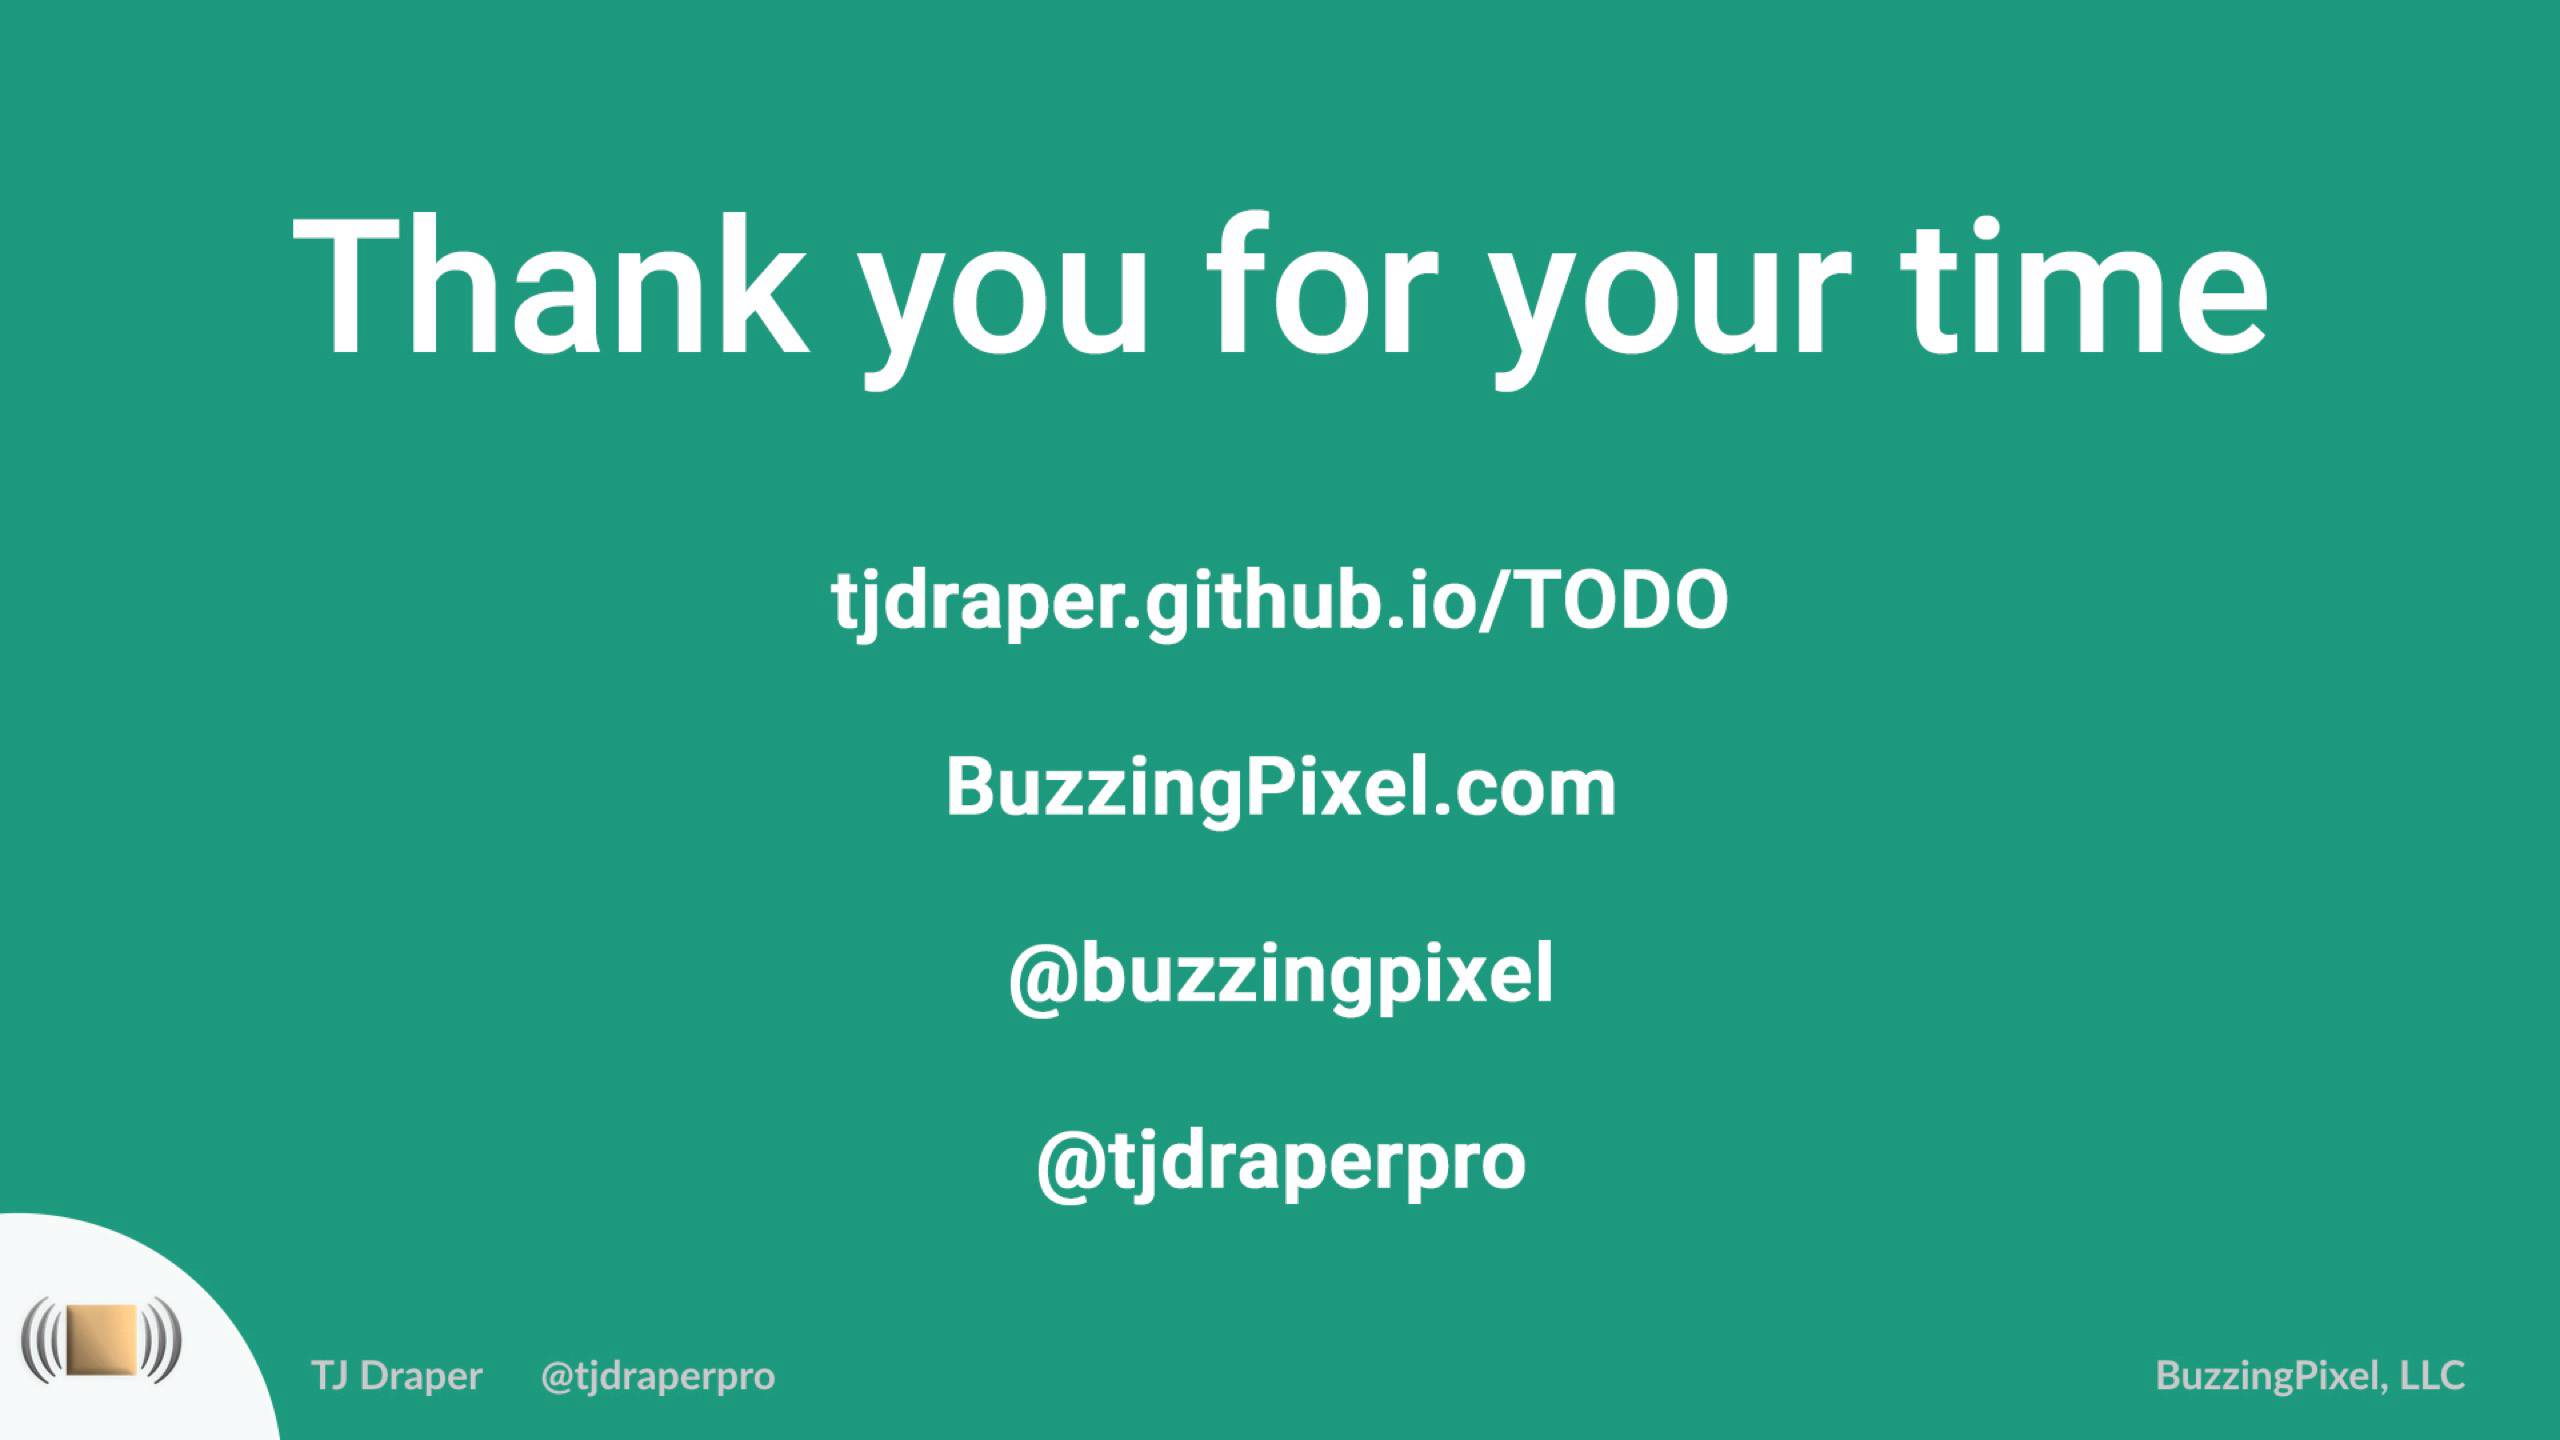 Thank you for your time
tjdraper.github.io/TODO
BuzzingPixel.com
@buzzingpixel
@tjdraperpro
TJ Draper @tjdraperpro BuzzingPixel, LLC